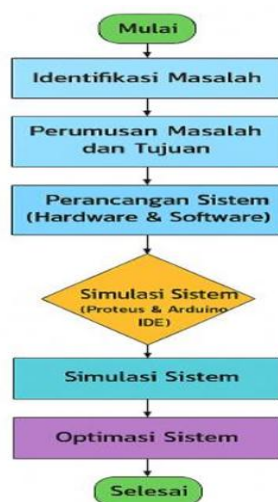 Mulai
Identifikasi Masalah
Perumusan Masalah
dan Tujuan
Perancangan Sistem
(Hardware & Software)
Simulasi Sistem
(Proteus & Arduino
IDE)
Simulasi Sistem
Optimasi Sistem
Selesai